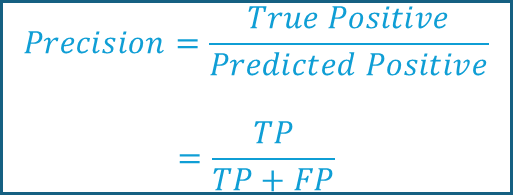 Precision = True Positive / Predicted Positive
= TP / TP + FP